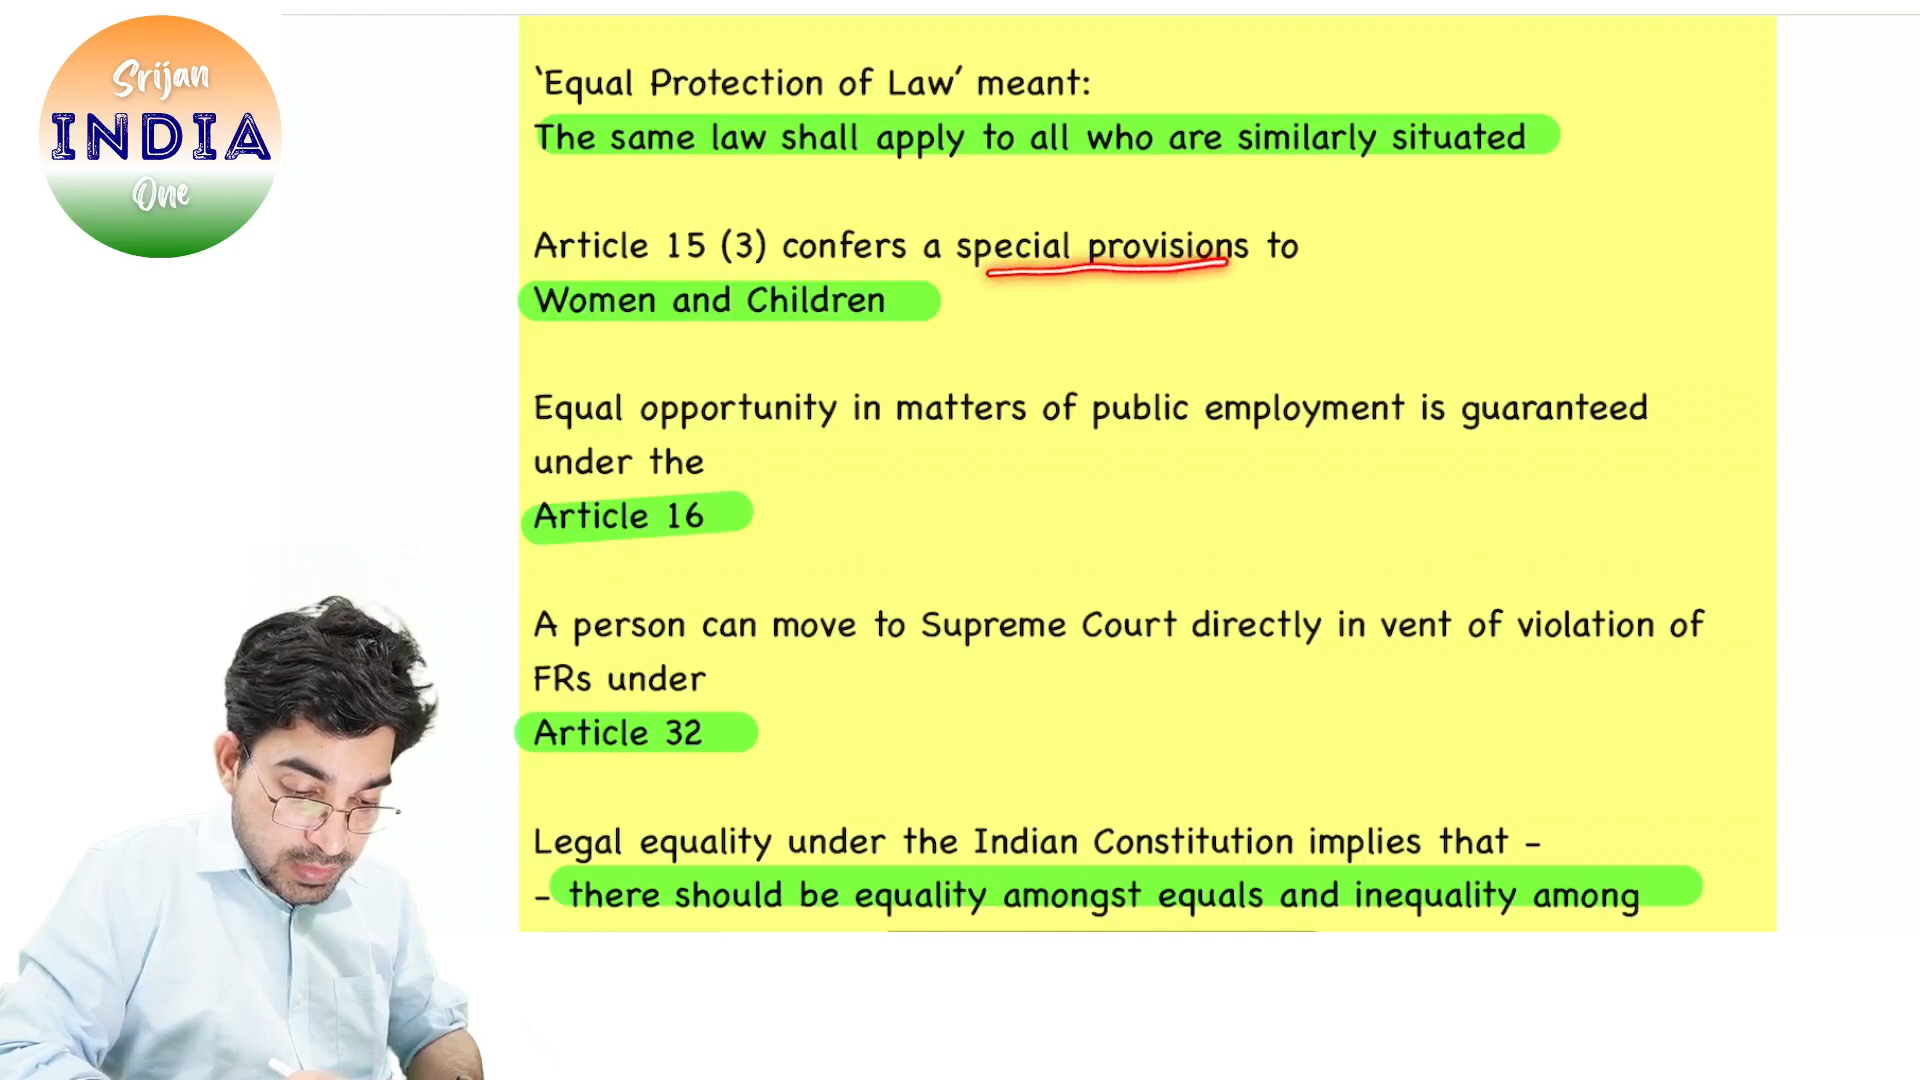 Srijan
INDIA
One
‘Equal Protection of Law’ meant:
The same law shall apply to all who are similarly situated
Article 15 (3) confers a special provisions to
Women and Children
Equal opportunity in matters of public employment is guaranteed
under the
Article 16
A person can move to Supreme Court directly in vent of violation of
FRs under
Article 32
Legal equality under the Indian Constitution implies that -
- there should be equality amongst equals and inequality among